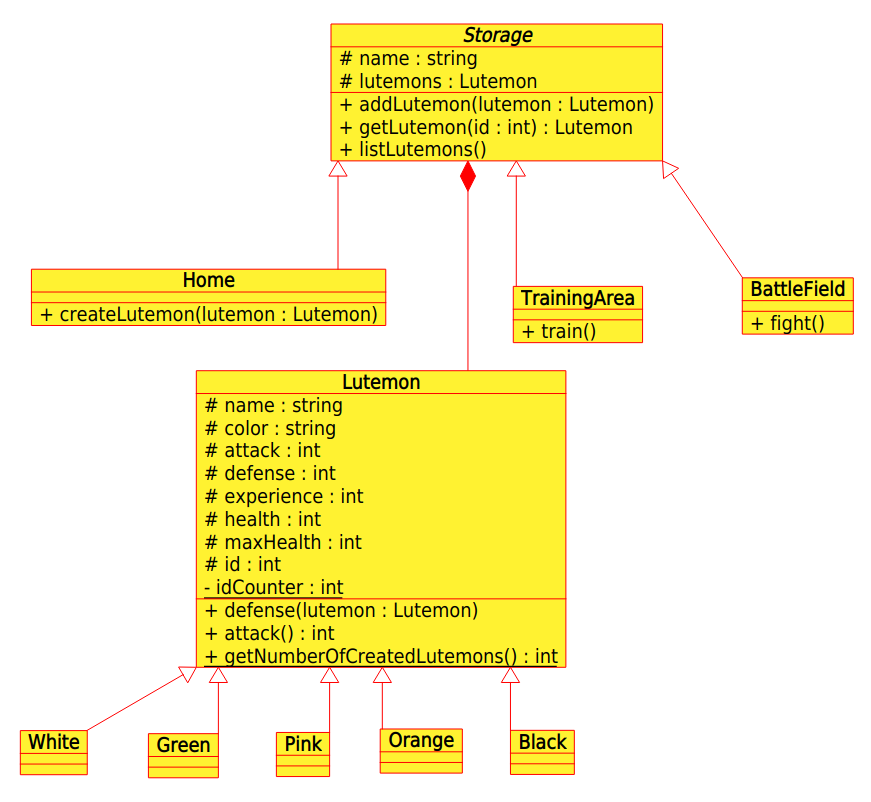 Storage
# name : string
# lutemons : Lutemon
+ addLutemon(lutemon : Lutemon)
+ getLutemon(id : int) : Lutemon
+ listLutemons()
Home
+ createLutemon(lutemon : Lutemon)
TrainingArea
+ train()
BattleField
+ fight()
Lutemon
# name : string
# color : string
# attack : int
# defense : int
# experience : int
# health : int
# maxHealth : int
# id : int
- idCounter : int
+ defense(lutemon : Lutemon)
+ attack() : int
+ getNumberOfCreatedLutemons() : int
White
Green
Pink
Orange
Black